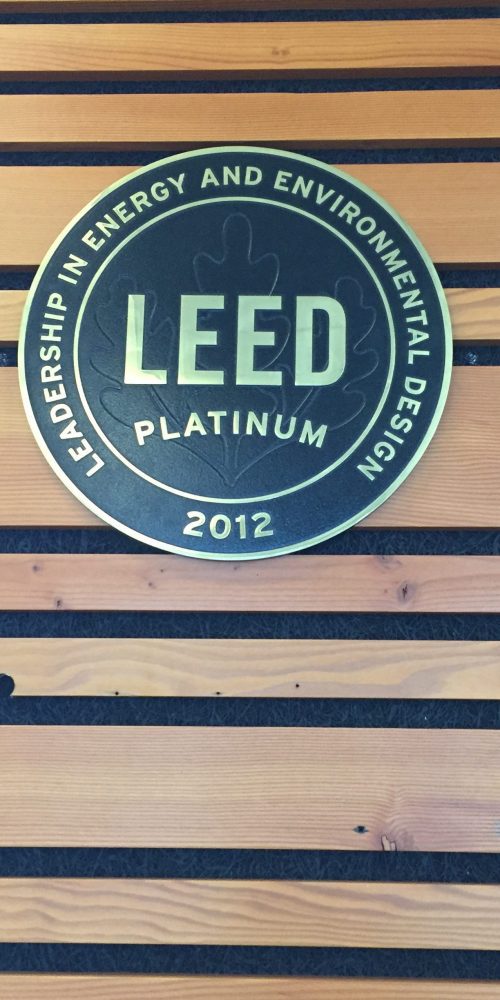 LEADERSHIP IN ENERGY AND ENVIRONMENTAL DESIGN
LEED
PLATINUM
2012